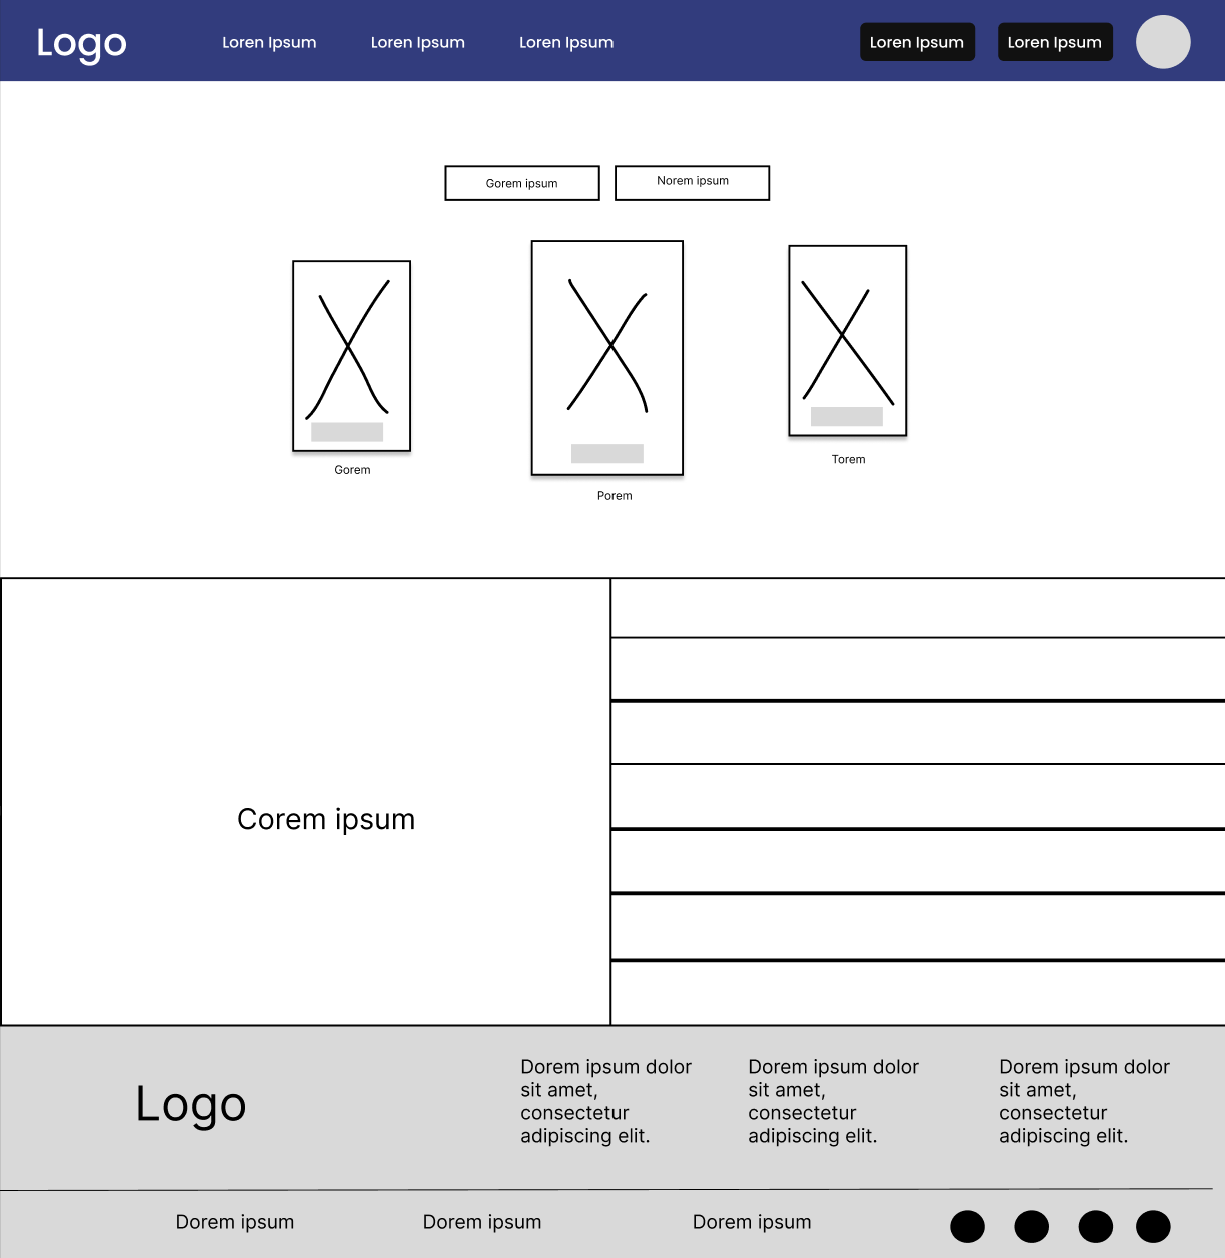 Logo
Loren Ipsum
Loren Ipsum
Loren Ipsum
Loren Ipsum
Loren Ipsum
Gorem ipsum
Norem ipsum
Gorem
Porem
Torem
Corem ipsum
Logo
Dorem ipsum dolor
sit amet,
consectetur
adipiscing elit.
Dorem ipsum dolor
sit amet,
consectetur
adipiscing elit.
Dorem ipsum dolor
sit amet,
consectetur
adipiscing elit.
Dorem ipsum
Dorem ipsum
Dorem ipsum